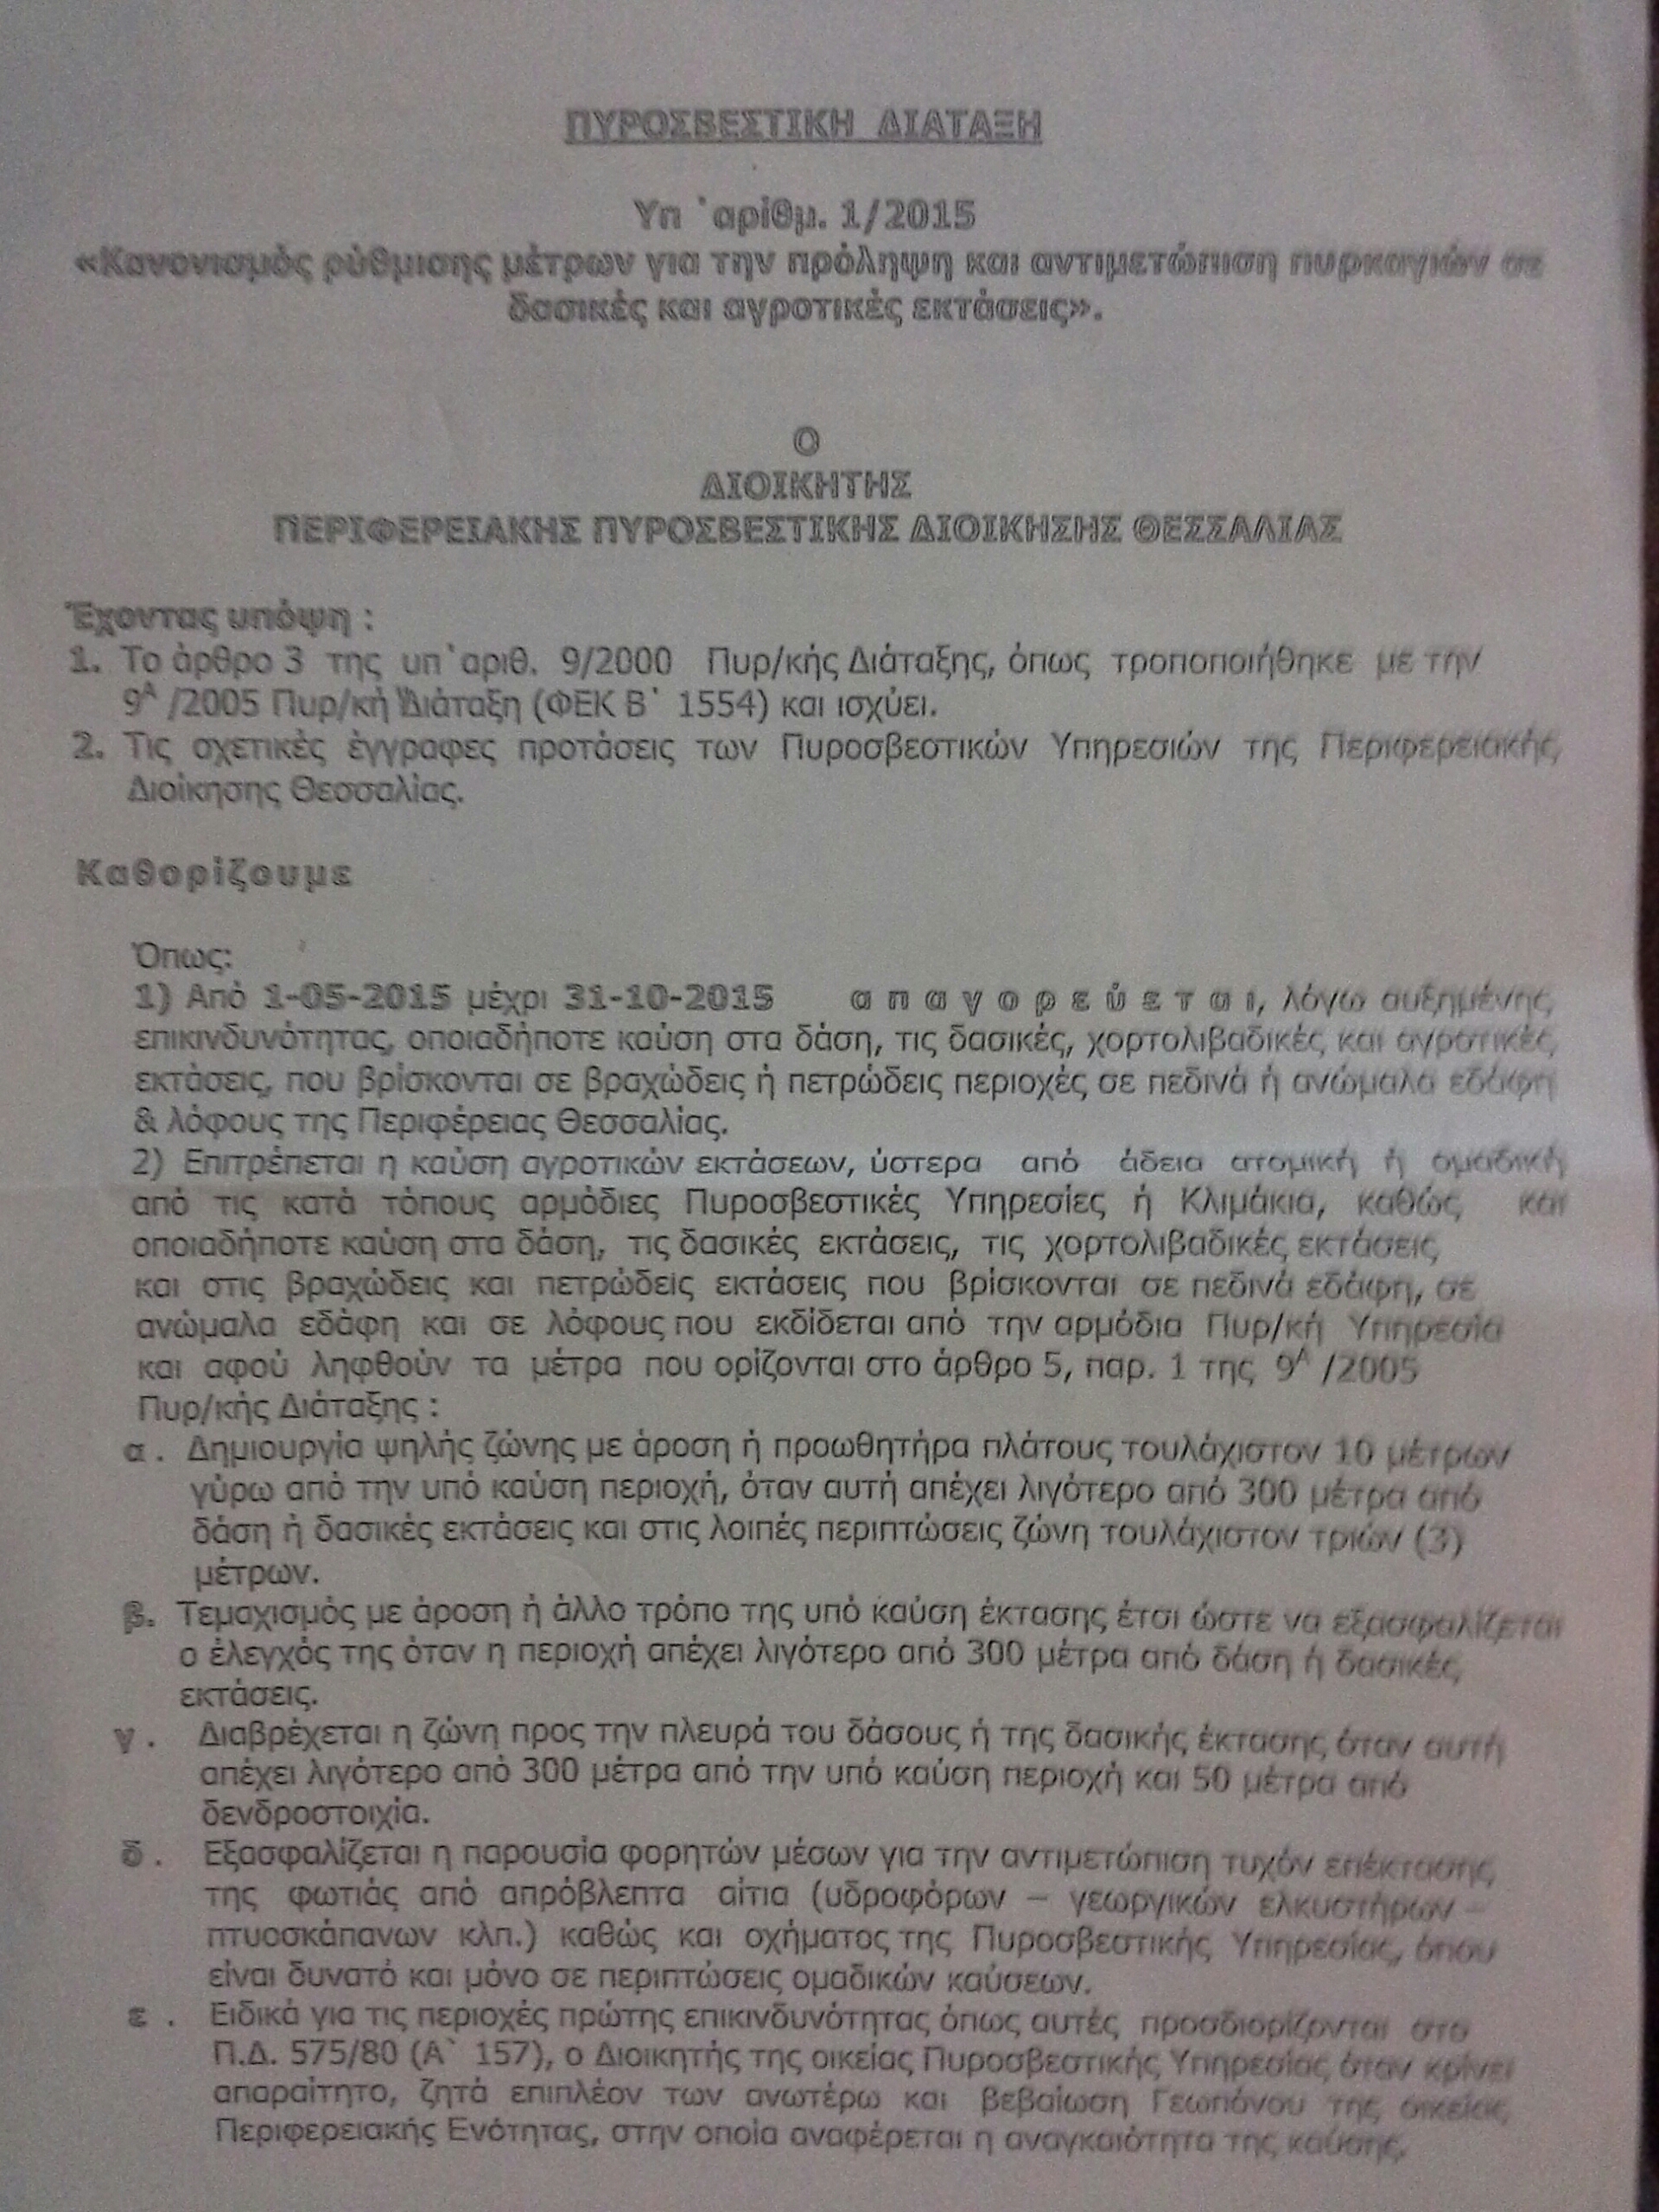 ΠΥΡΟΣΒΕΣΤΙΚΗ ΔΙΑΤΑΞΗ
Υπ ΄αρίθμ. 1/2015
«Κανονισμός ρύθμισης μέτρων για την πρόληψη και αντιμετώπιση πυρκαγιών σε
δασικές και αγροτικές εκτάσεις».
Ο
ΔΙΟΙΚΗΤΗΣ
ΠΕΡΙΦΕΡΕΙΑΚΗΣ ΠΥΡΟΣΒΕΣΤΙΚΗΣ ΔΙΟΙΚΗΣΗΣ ΘΕΣΣΑΛΙΑΣ
Έχοντας υπόψη :
1. Το άρθρο 3 της υπ΄αριθ. 9/2000 Πυρ/κής Διάταξης, όπως τροποποιήθηκε με την
9Α /2005 Πυρ/κή Διάταξη (ΦΕΚ Β΄ 1554) και ισχύει.
2. Τις σχετικές έγγραφες προτάσεις των Πυροσβεστικών Υπηρεσιών της Περιφερειακής
Διοίκησης Θεσσαλίας.
Καθορίζουμε
Όπως:
1) Από 1-05-2015 μέχρι 31-10-2015 α π α γ ο ρ ε ύ ε τ α ι, λόγω αυξημένης
επικινδυνότητας, οποιαδήποτε καύση στα δάση, τις δασικές, χορτολιβαδικές και αγροτικές
εκτάσεις, που βρίσκονται σε βραχώδεις ή πετρώδεις περιοχές σε πεδινά ή ανώμαλα εδάφη
& λόφους της Περιφέρειας Θεσσαλίας.
2) Επιτρέπεται η καύση αγροτικών εκτάσεων, ύστερα από άδεια ατομική ή ομαδική
από τις κατά τόπους αρμόδιες Πυροσβεστικές Υπηρεσίες ή Κλιμάκια, καθώς και
οποιαδήποτε καύση στα δάση, τις δασικές εκτάσεις, τις χορτολιβαδικές εκτάσεις
και στις βραχώδεις και πετρώδεις εκτάσεις που βρίσκονται σε πεδινά εδάφη, σε
ανώμαλα εδάφη και σε λόφους που εκδίδεται από την αρμόδια Πυρ/κή Υπηρεσία
και αφού ληφθούν τα μέτρα που ορίζονται στο άρθρο 5, παρ. 1 της 9Α /2005
Πυρ/κής Διάταξης :
α . Δημιουργία ψηλής ζώνης με άροση ή προωθητήρα πλάτους τουλάχιστον 10 μέτρων
γύρω από την υπό καύση περιοχή, όταν αυτή απέχει λιγότερο από 300 μέτρα από
δάση ή δασικές εκτάσεις και στις λοιπές περιπτώσεις ζώνη τουλάχιστον τριών (3)
μέτρων.
β. Τεμαχισμός με άροση ή άλλο τρόπο της υπό καύση έκτασης έτσι ώστε να εξασφαλίζεται
ο έλεγχός της όταν η περιοχή απέχει λιγότερο από 300 μέτρα από δάση ή δασικές
εκτάσεις.
γ . Διαβρέχεται η ζώνη προς την πλευρά του δάσους ή της δασικής έκτασης όταν αυτή
απέχει λιγότερο από 300 μέτρα από την υπό καύση περιοχή και 50 μέτρα από
δενδροστοιχία.
δ . Εξασφαλίζεται η παρουσία φορητών μέσων για την αντιμετώπιση τυχόν επέκτασης
της φωτιάς από απρόβλεπτα αίτια (υδροφόρων – γεωργικών ελκυστήρων –
πτυοσκάπανων κλπ.) καθώς και οχήματος της Πυροσβεστικής Υπηρεσίας, όπου
είναι δυνατό και μόνο σε περιπτώσεις ομαδικών καύσεων.
ε . Ειδικά για τις περιοχές πρώτης επικινδυνότητας όπως αυτές προσδιορίζονται στο
Π.Δ. 575/80 (Α` 157), ο Διοικητής της οικείας Πυροσβεστικής Υπηρεσίας όταν κρίνει
απαραίτητο, ζητά επιπλέον των ανωτέρω και βεβαίωση Γεωπόνου της οικείας
Περιφερειακής Ενότητας, στην οποία αναφέρεται η αναγκαιότητα της καύσης.